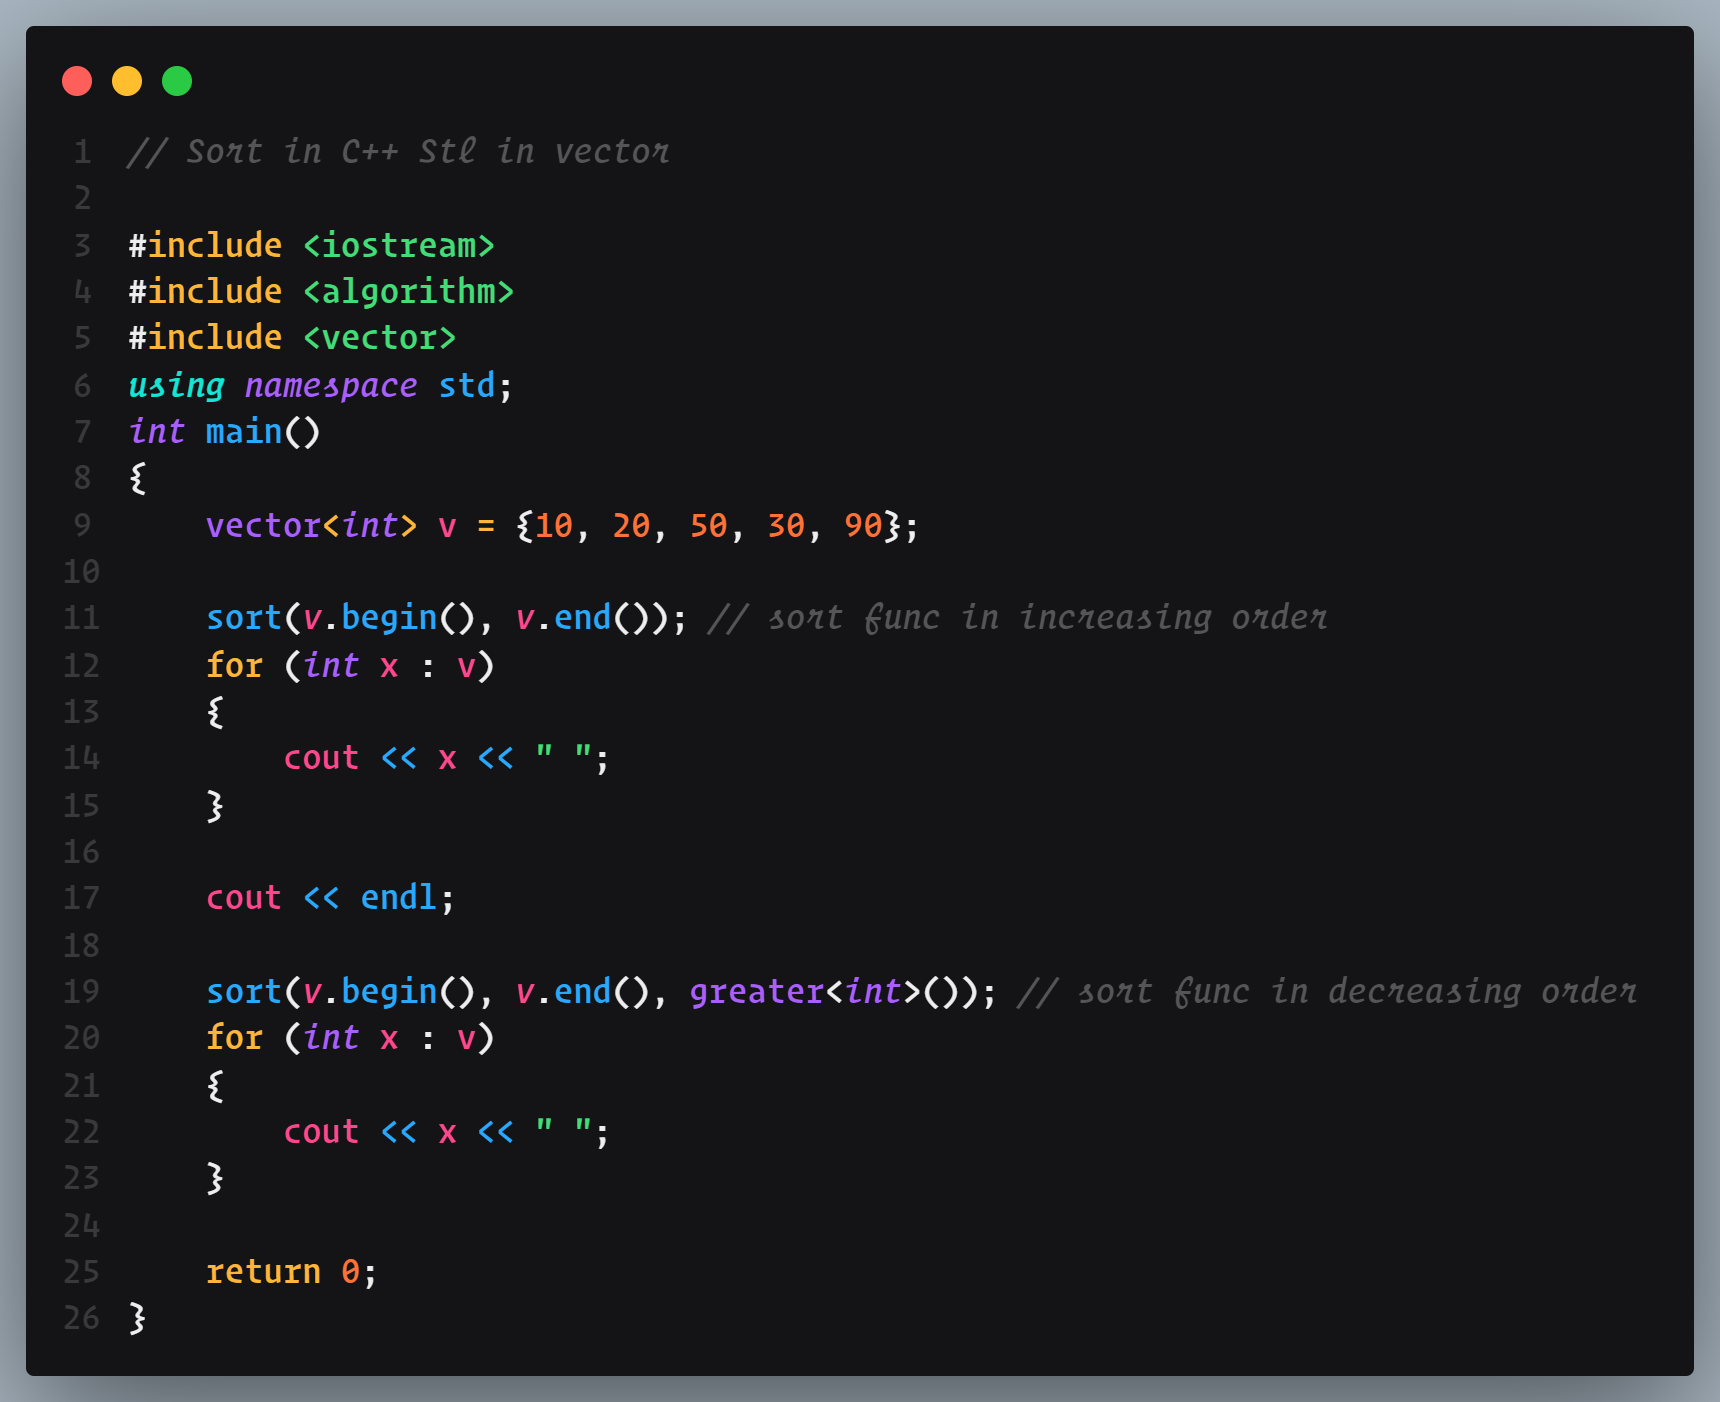 1 // Sort in C++ Stl in vector
2
3 #include <iostream>
4 #include <algorithm>
5 #include <vector>
6 using namespace std;
7 int main()
8 {
9     vector<int> v = {10, 20, 50, 30, 90};
10
11     sort(v.begin(), v.end()); // sort func in increasing order
12     for (int x : v)
13     {
14         cout << x << " ";
15     }
16
17     cout << endl;
18
19     sort(v.begin(), v.end(), greater<int>()); // sort func in decreasing order
20     for (int x : v)
21     {
22         cout << x << " ";
23     }
24
25     return 0;
26 }